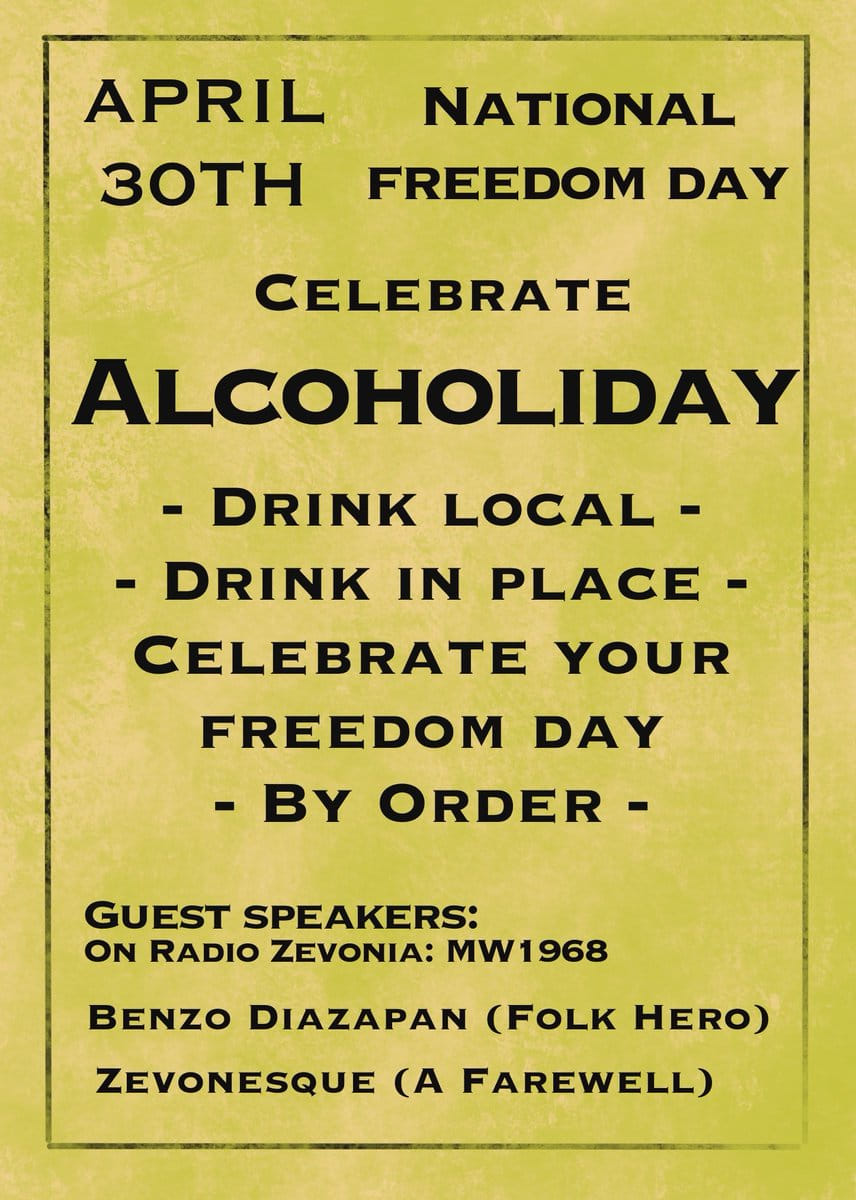 April
30th
National
freedom day
Celebrate
Alcoholiday
- Drink local -
- Drink in place -
Celebrate your
freedom day
- By Order -
Guest speakers:
On Radio Zevonia: MW1968
Benzo Diazapan (Folk Hero)
Zevonesque (A Farewell)